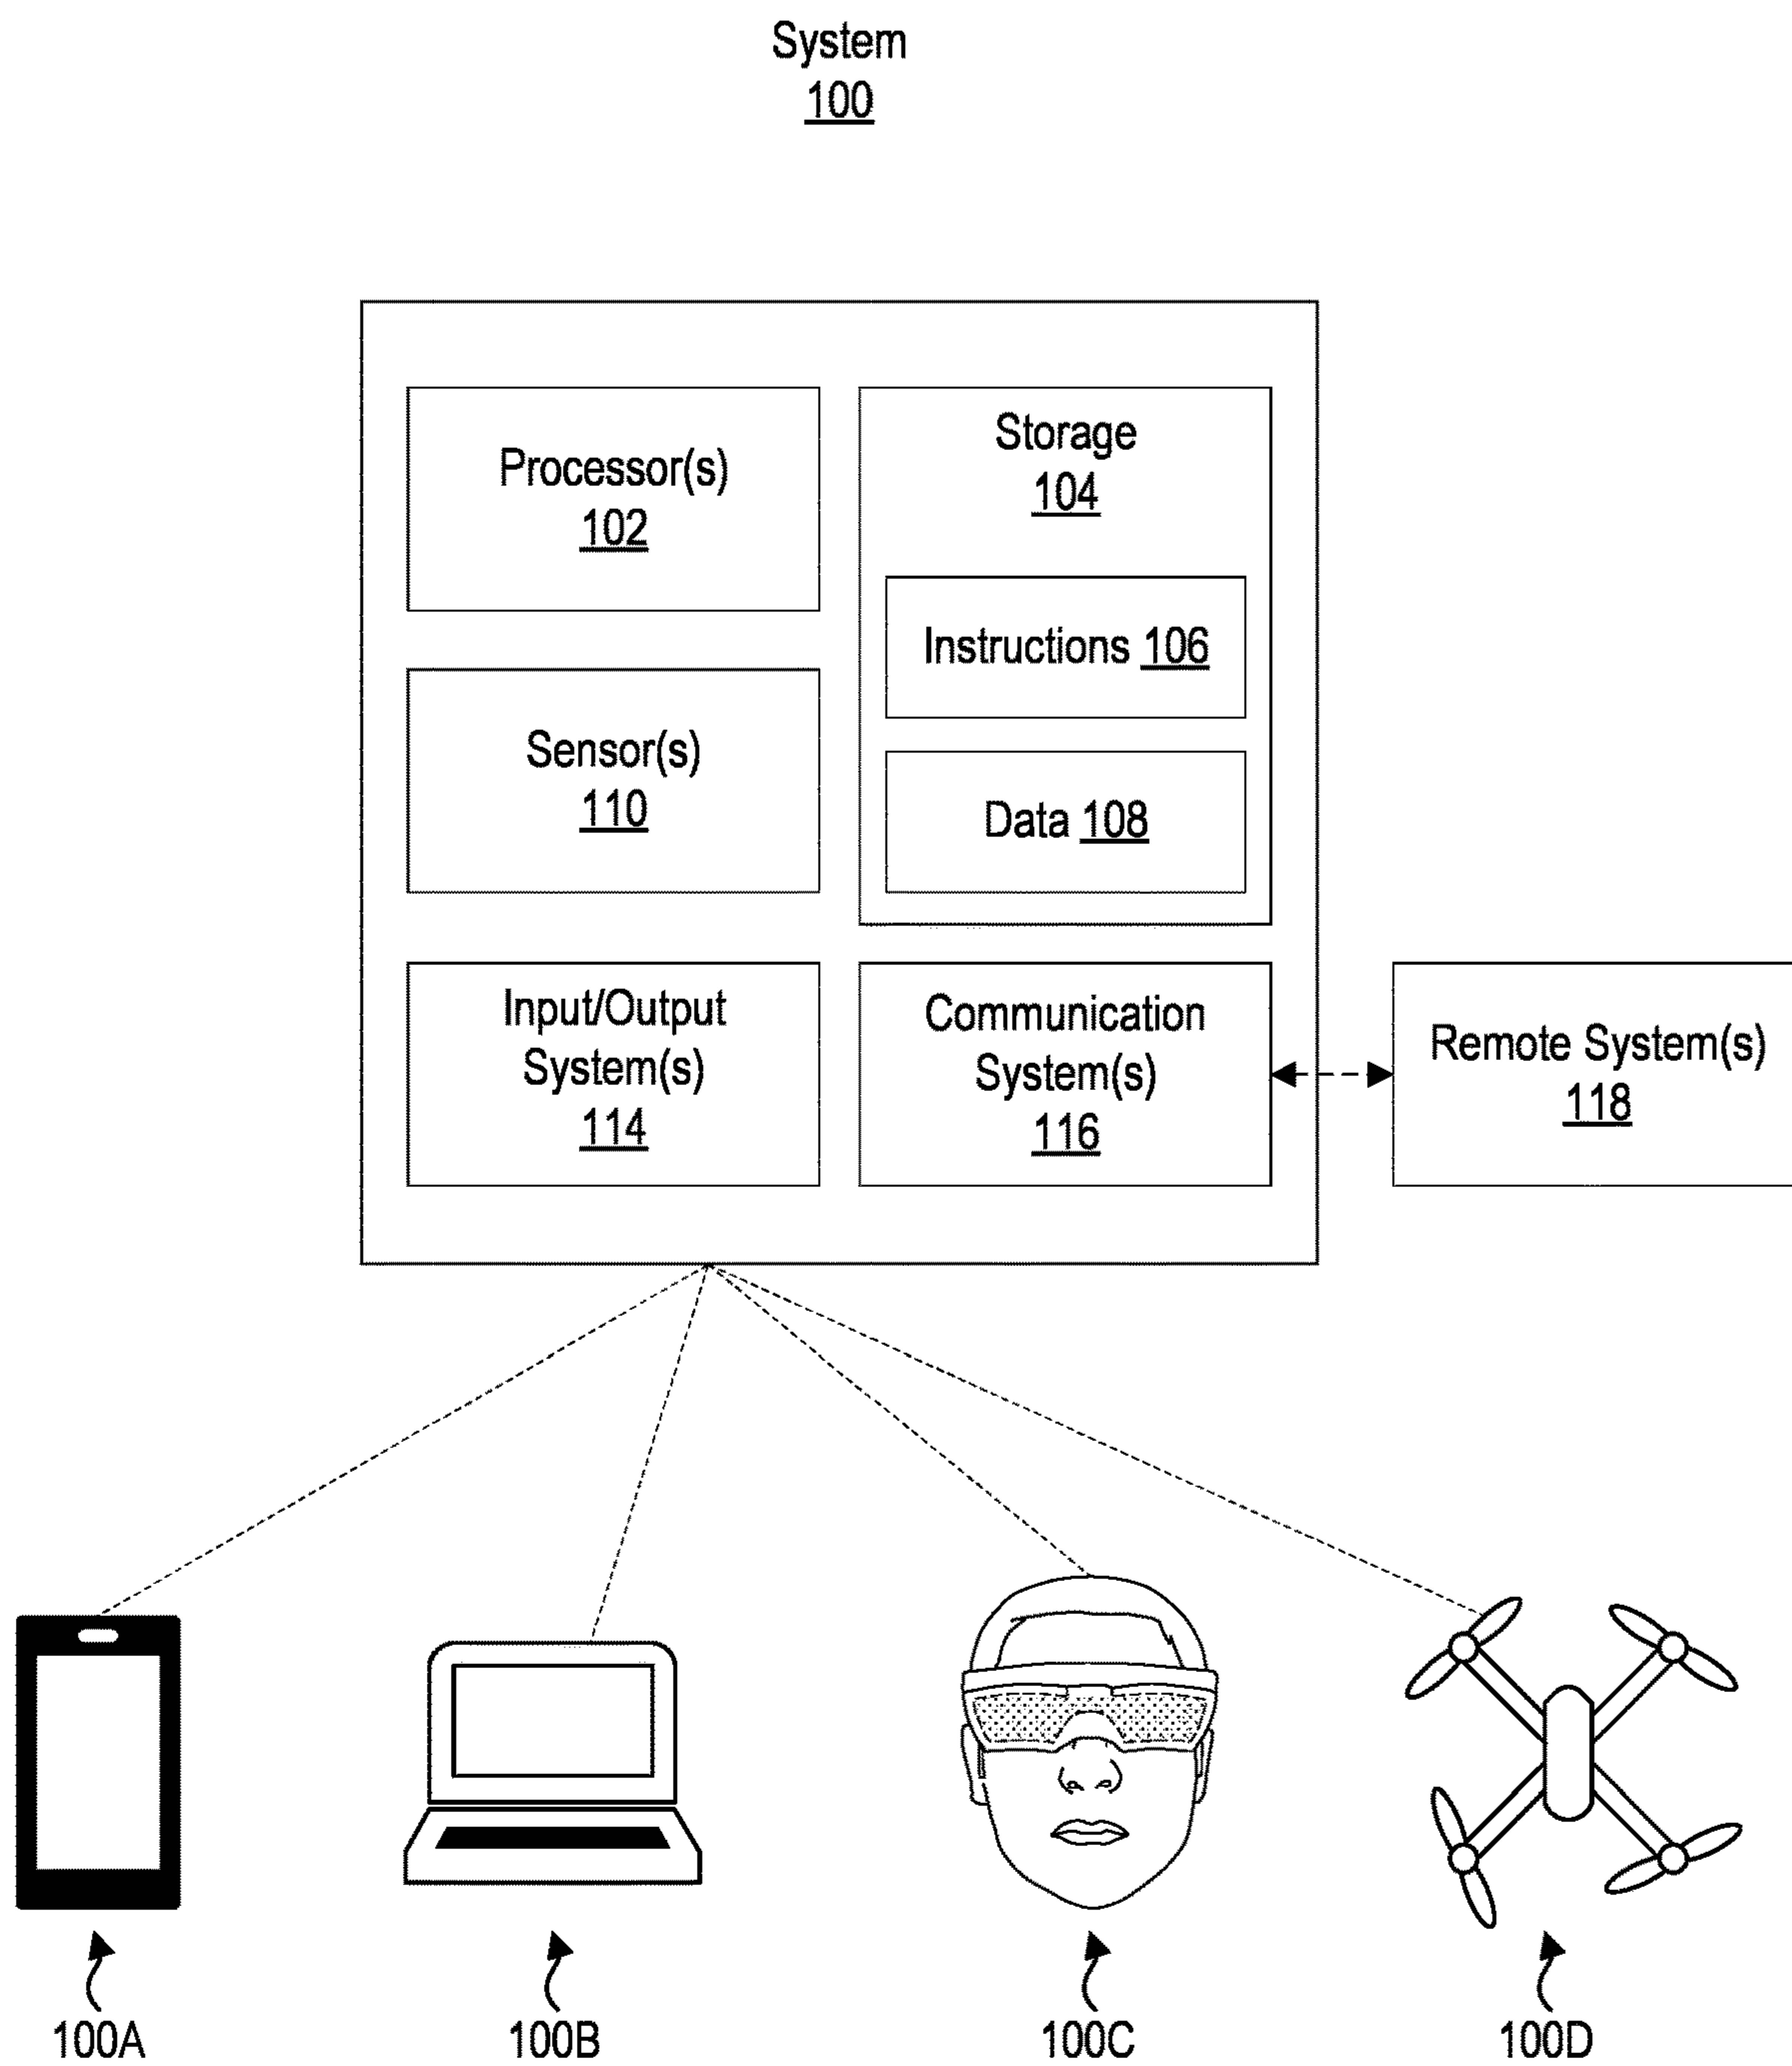 System
100
Processor(s)
102
Storage
104
Instructions 106
Sensor(s)
110
Data 108
Input/Output
System(s)
114
Communication
System(s)
116
Remote System(s)
118
100A
100B
100C
100D